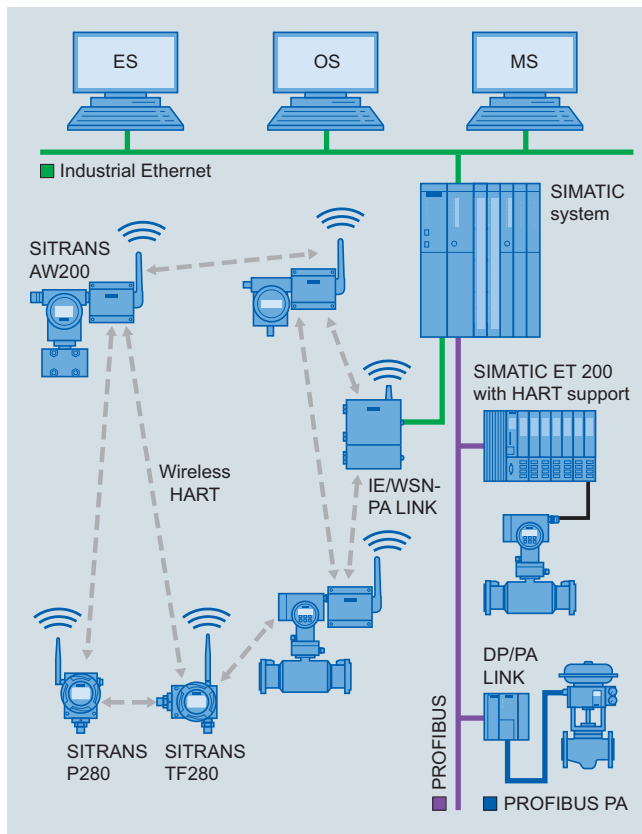 ES
OS
MS
Industrial Ethernet
SIMATIC
system
SITRANS
AW200
SIMATIC ET 200
with HART support
Wireless
HART
IE/WSN-
PA LINK
DP/PA
LINK
SITRANS
P280
SITRANS
TF280
PROFIBUS
PROFIBUS PA